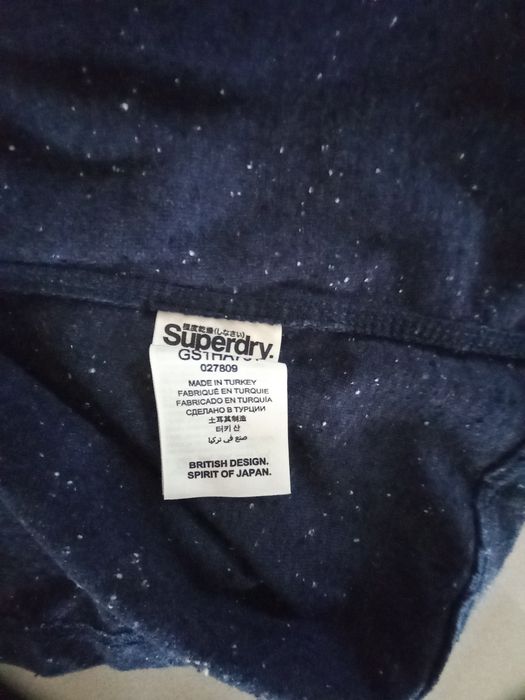 極度乾燥(しなさい)
Superdry.
027809
MADE IN TURKEY
FABRIQUÉ EN TURQUIE
FABRICADO EN TURQUÍA
СДЕЛАНО В ТУРЦИИ
土耳其制造
터키 산
صنع في تركيا
BRITISH DESIGN.
SPIRIT OF JAPAN.